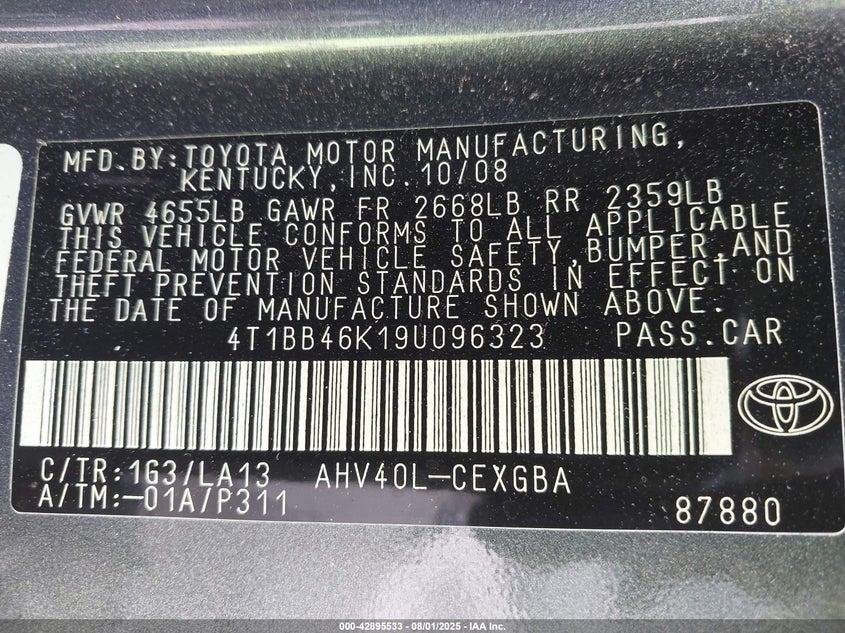 MFD. BY: TOYOTA MOTOR MANUFACTURING,
KENTUCKY, INC. 10/08
GVWR 4655LB GAWR FR 2668LB RR 2359LB
THIS VEHICLE CONFORMS TO ALL APPLICABLE
FEDERAL MOTOR VEHICLE SAFETY, BUMPER, AND
THEFT PREVENTION STANDARDS IN EFFECT ON
THE DATE OF MANUFACTURE SHOWN ABOVE.
4T1BB46K19U096323 PASS. CAR
C/TR: 1G3/LA13 AHV40L-CEXGBA
A/TM: -01A/P311 87880
000-42895533 - 08/01/2025 - IAA Inc.